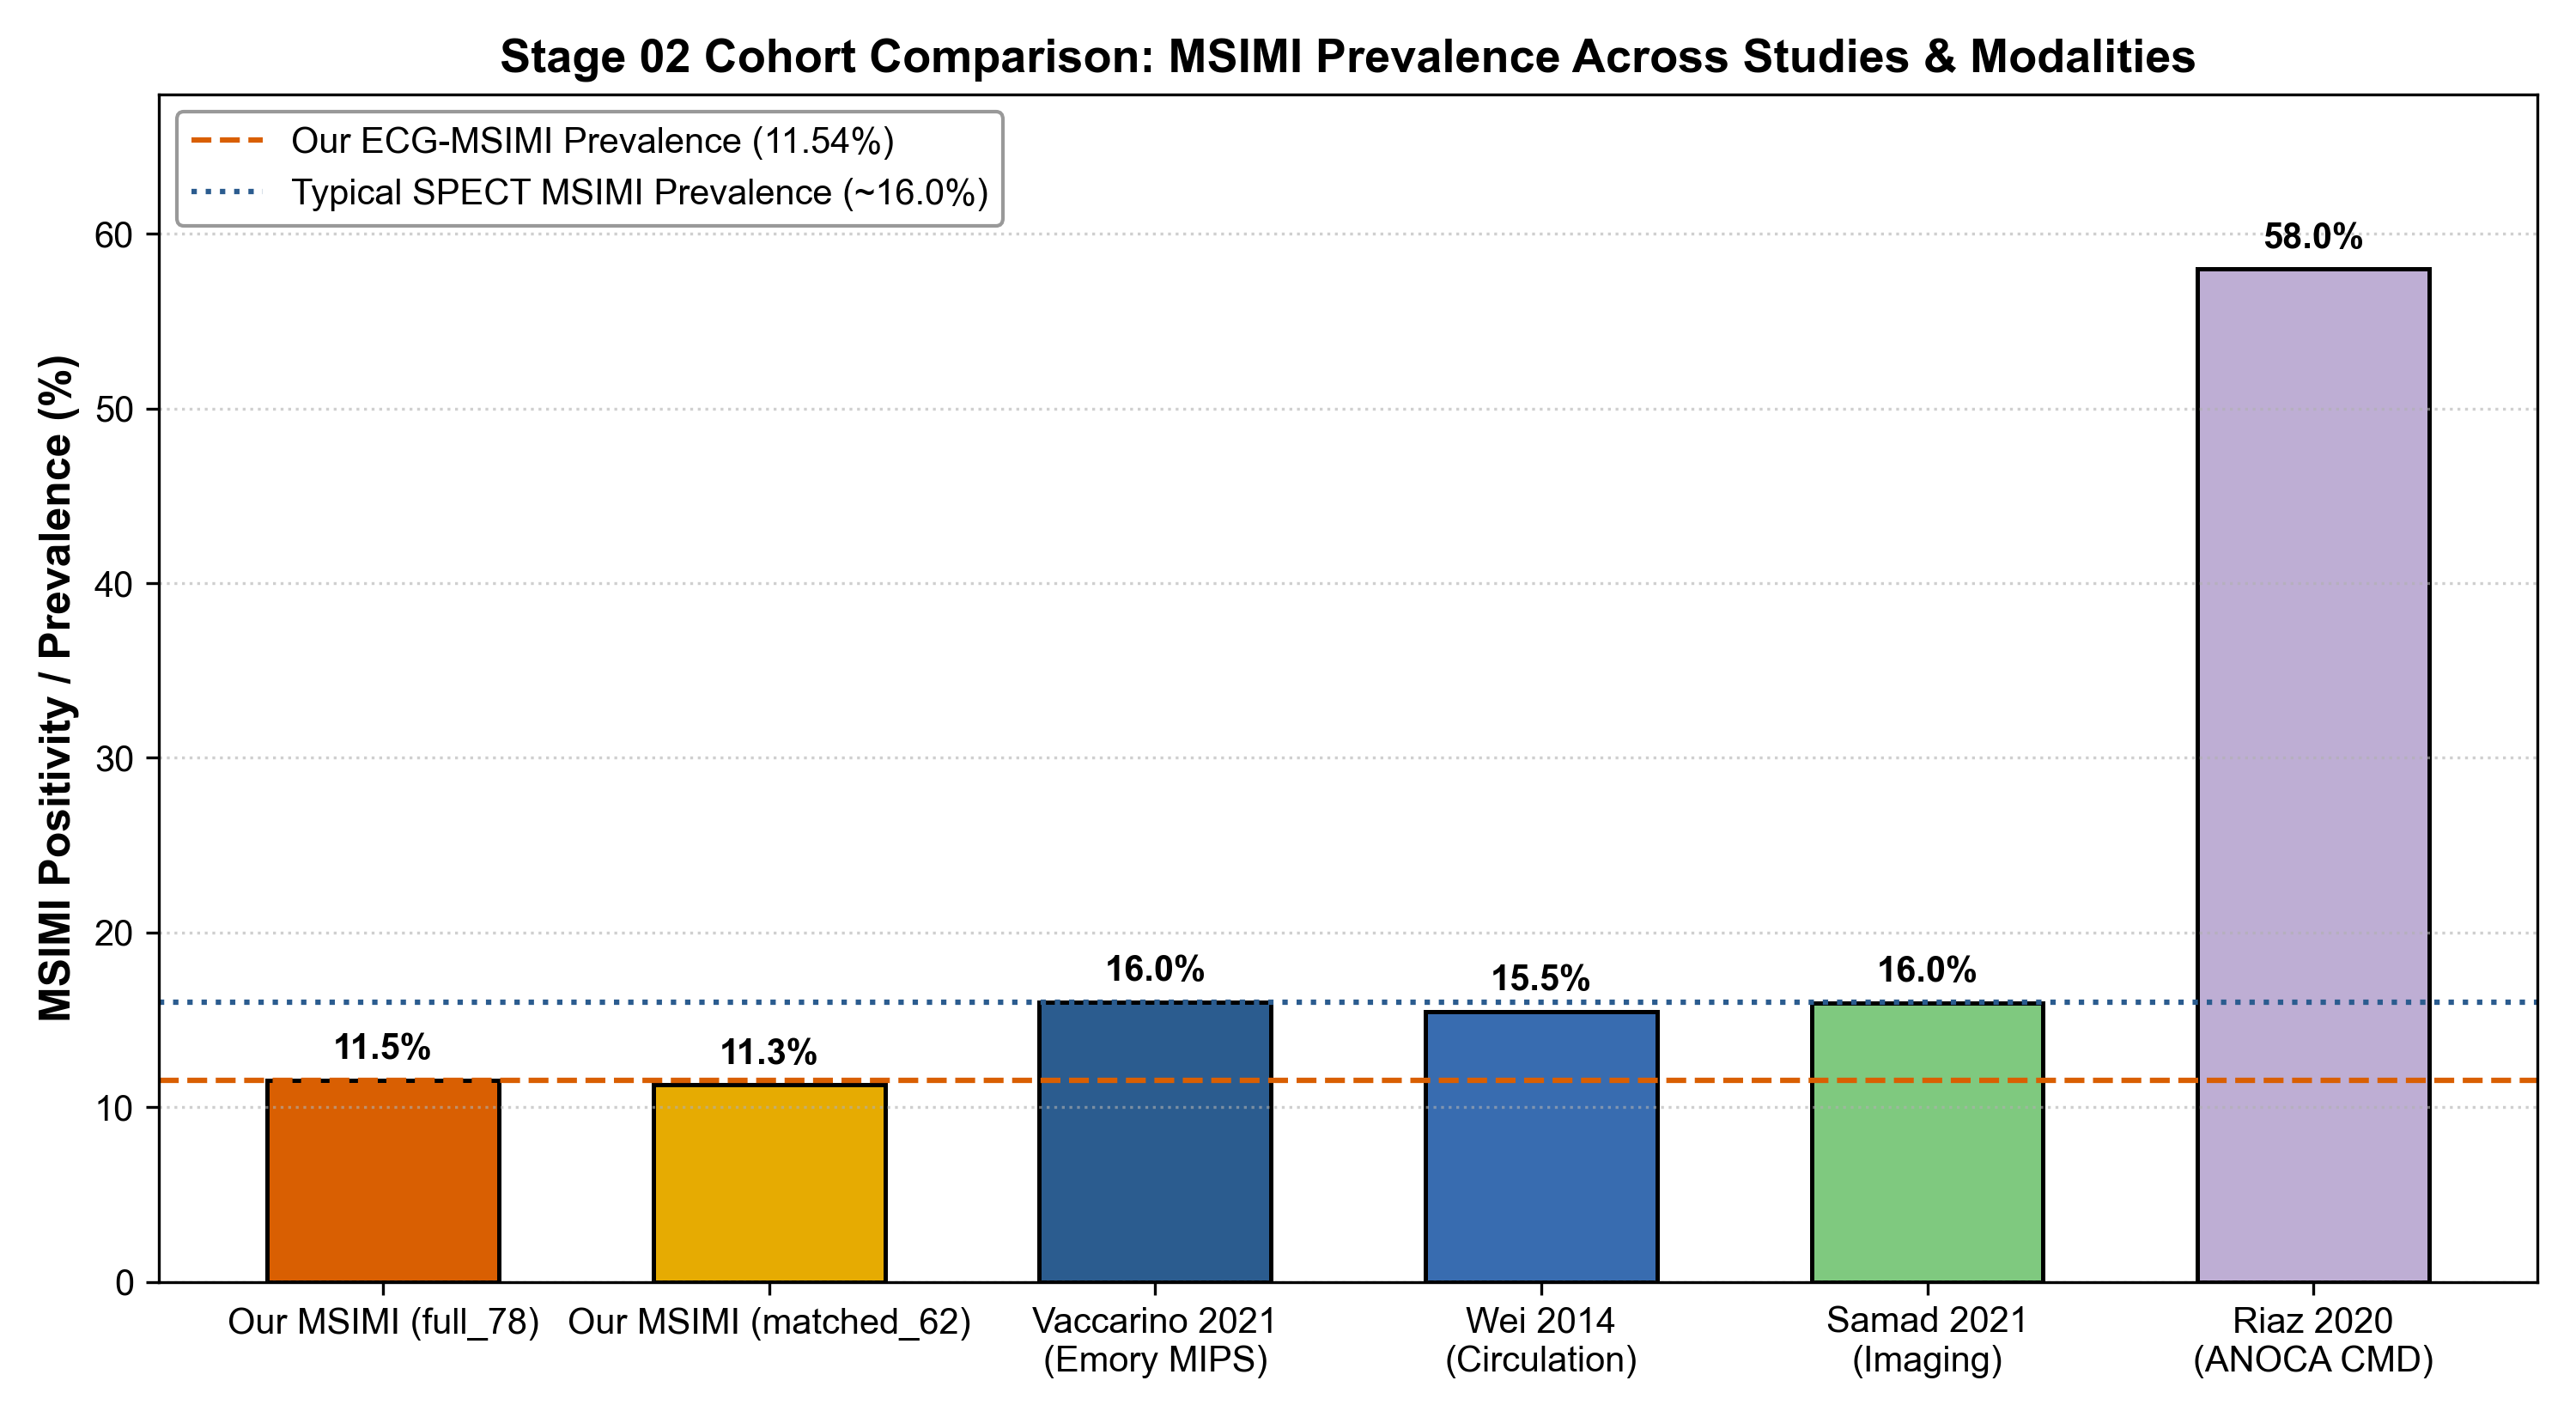 Stage 02 Cohort Comparison: MSIMI Prevalence Across Studies & Modalities
Our ECG-MSIMI Prevalence (11.54%)
Typical SPECT MSIMI Prevalence (~16.0%)
MSIMI Positivity / Prevalence (%)
60
50
40
30
20
10
0
11.5%
11.3%
16.0%
15.5%
16.0%
58.0%
Our MSIMI (full_78)
Our MSIMI (matched_62)
Vaccarino 2021
(Emory MIPS)
Wei 2014
(Circulation)
Samad 2021
(Imaging)
Riaz 2020
(ANOCA CMD)